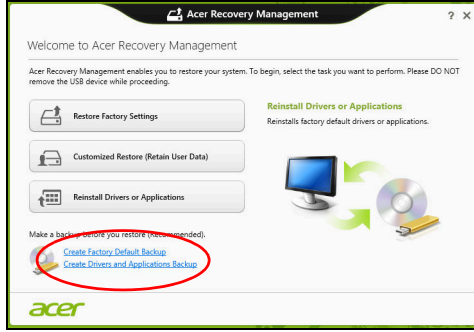 Acer Recovery Management
? X
Welcome to Acer Recovery Management
Acer Recovery Management enables you to restore your system. To begin, select the task you want to perform. Please DO NOT
remove the USB device while proceeding.
Restore Factory Settings
Customized Restore (Retain User Data)
Reinstall Drivers or Applications
Reinstall Drivers or Applications
Reinstalls factory default drivers or applications.
Make a backup before you restore (Recommended).
Create Factory Default Backup
Create Drivers and Applications Backup
acer